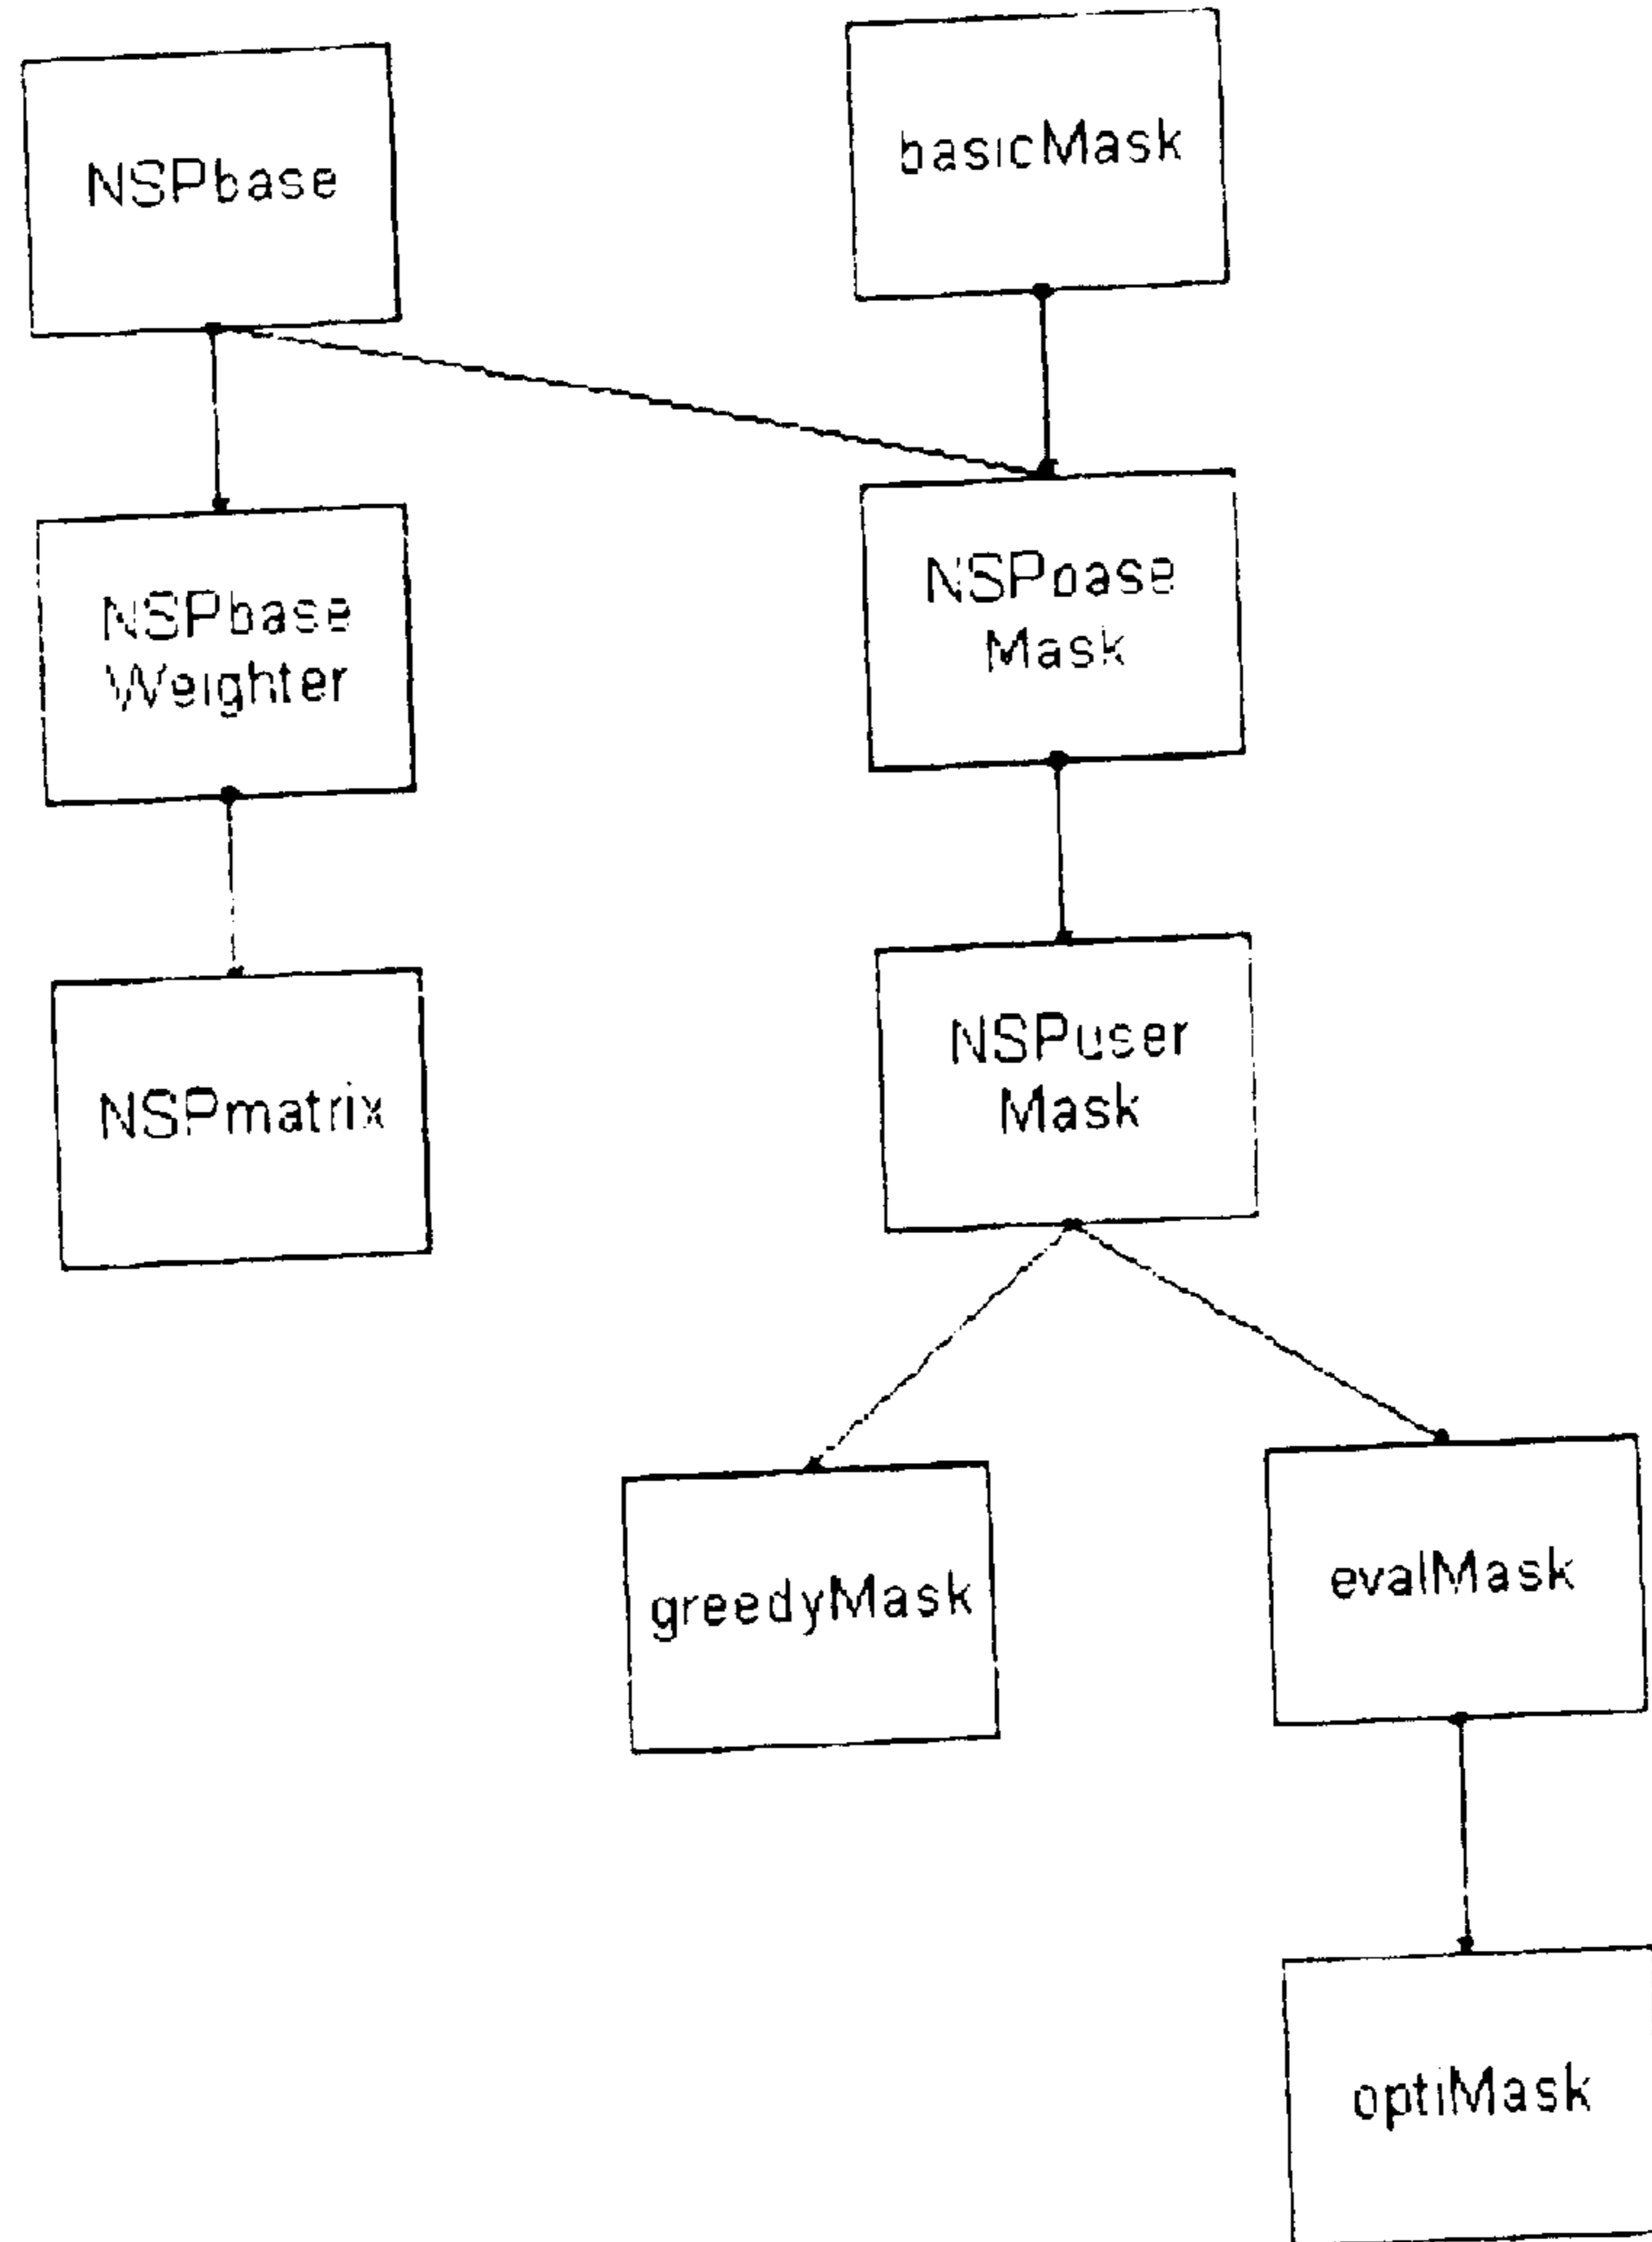 NSPbase
basicMask
NSPbase
Weighter
NSPbase
Mask
NSPmatrix
NSPuser
Mask
greedyMask
evalMask
optiMask